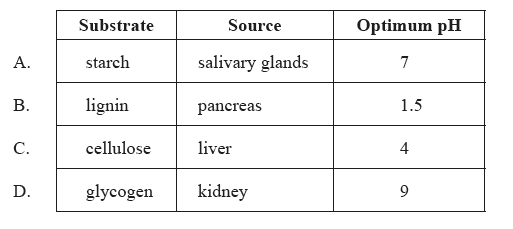 Substrate Source Optimum pH
A. starch salivary glands 7
B. lignin pancreas 1.5
C. cellulose liver 4
D. glycogen kidney 9